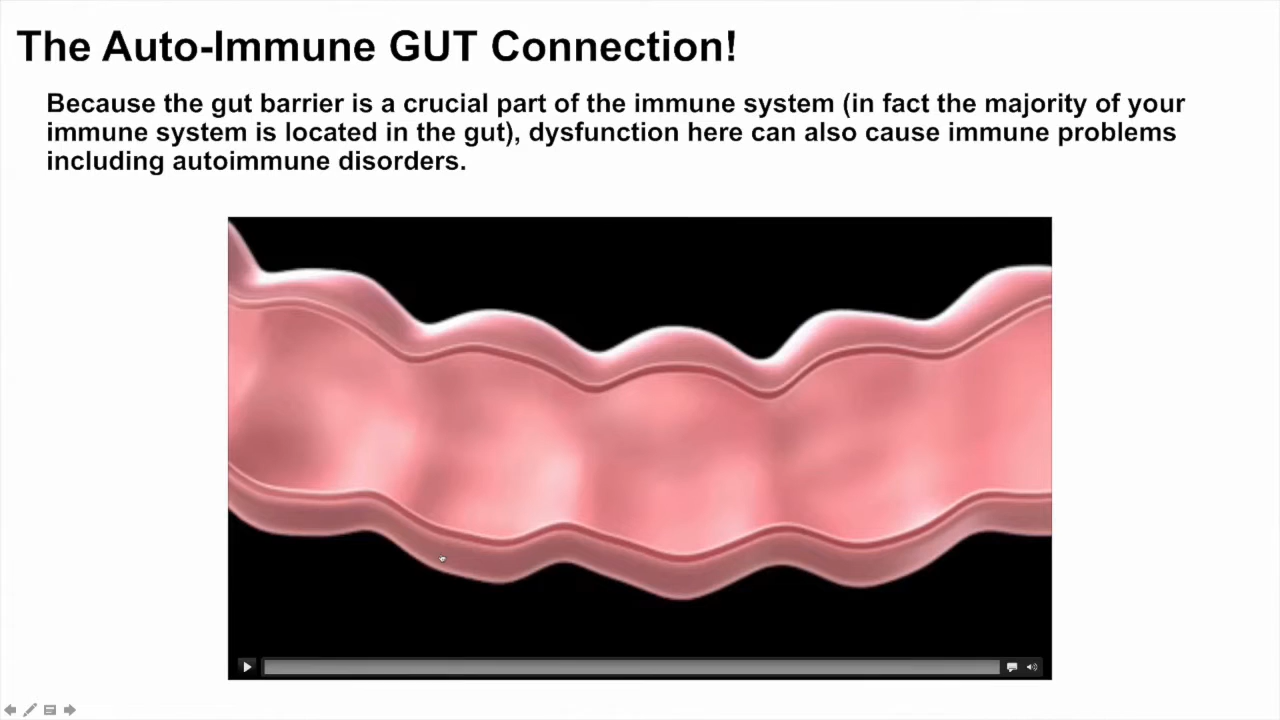 The Auto-Immune GUT Connection!
Because the gut barrier is a crucial part of the immune system (in fact the majority of your
immune system is located in the gut), dysfunction here can also cause immune problems
including autoimmune disorders.